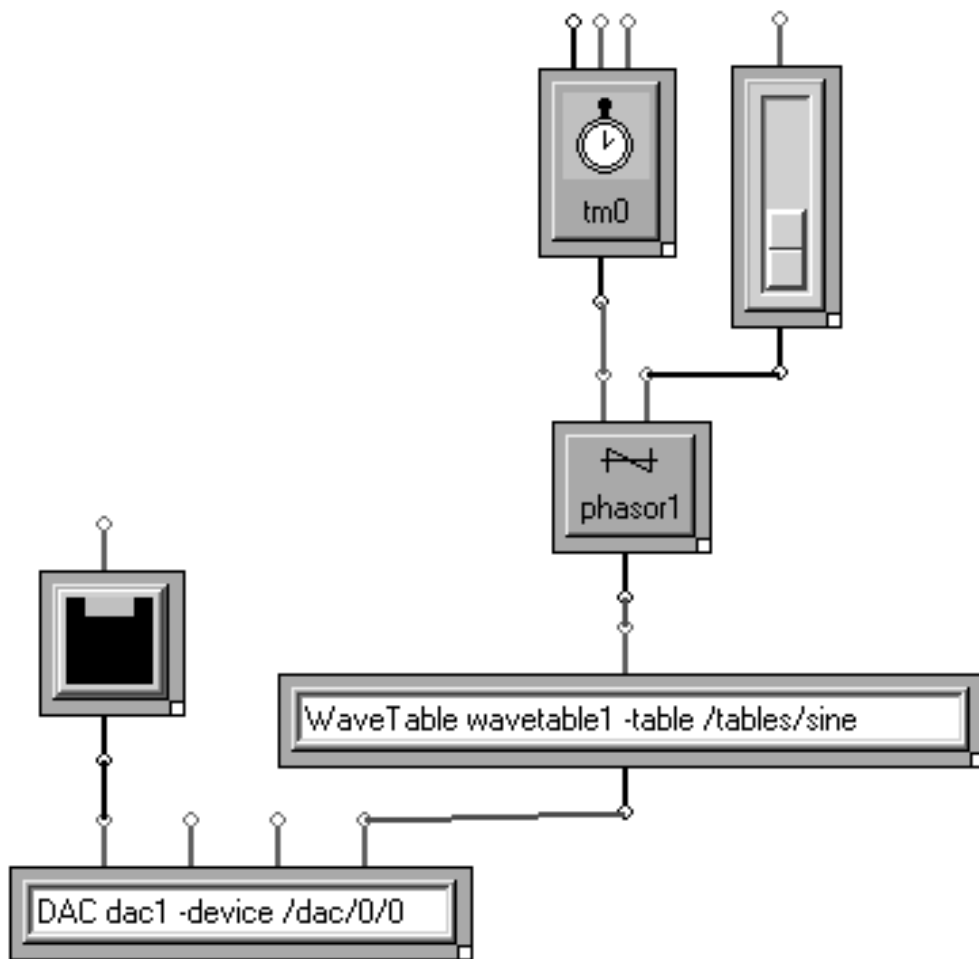 tm0
phasor1
WaveTable wavetable1 -table /tables/sine
DAC dac1 -device /dac/0/0